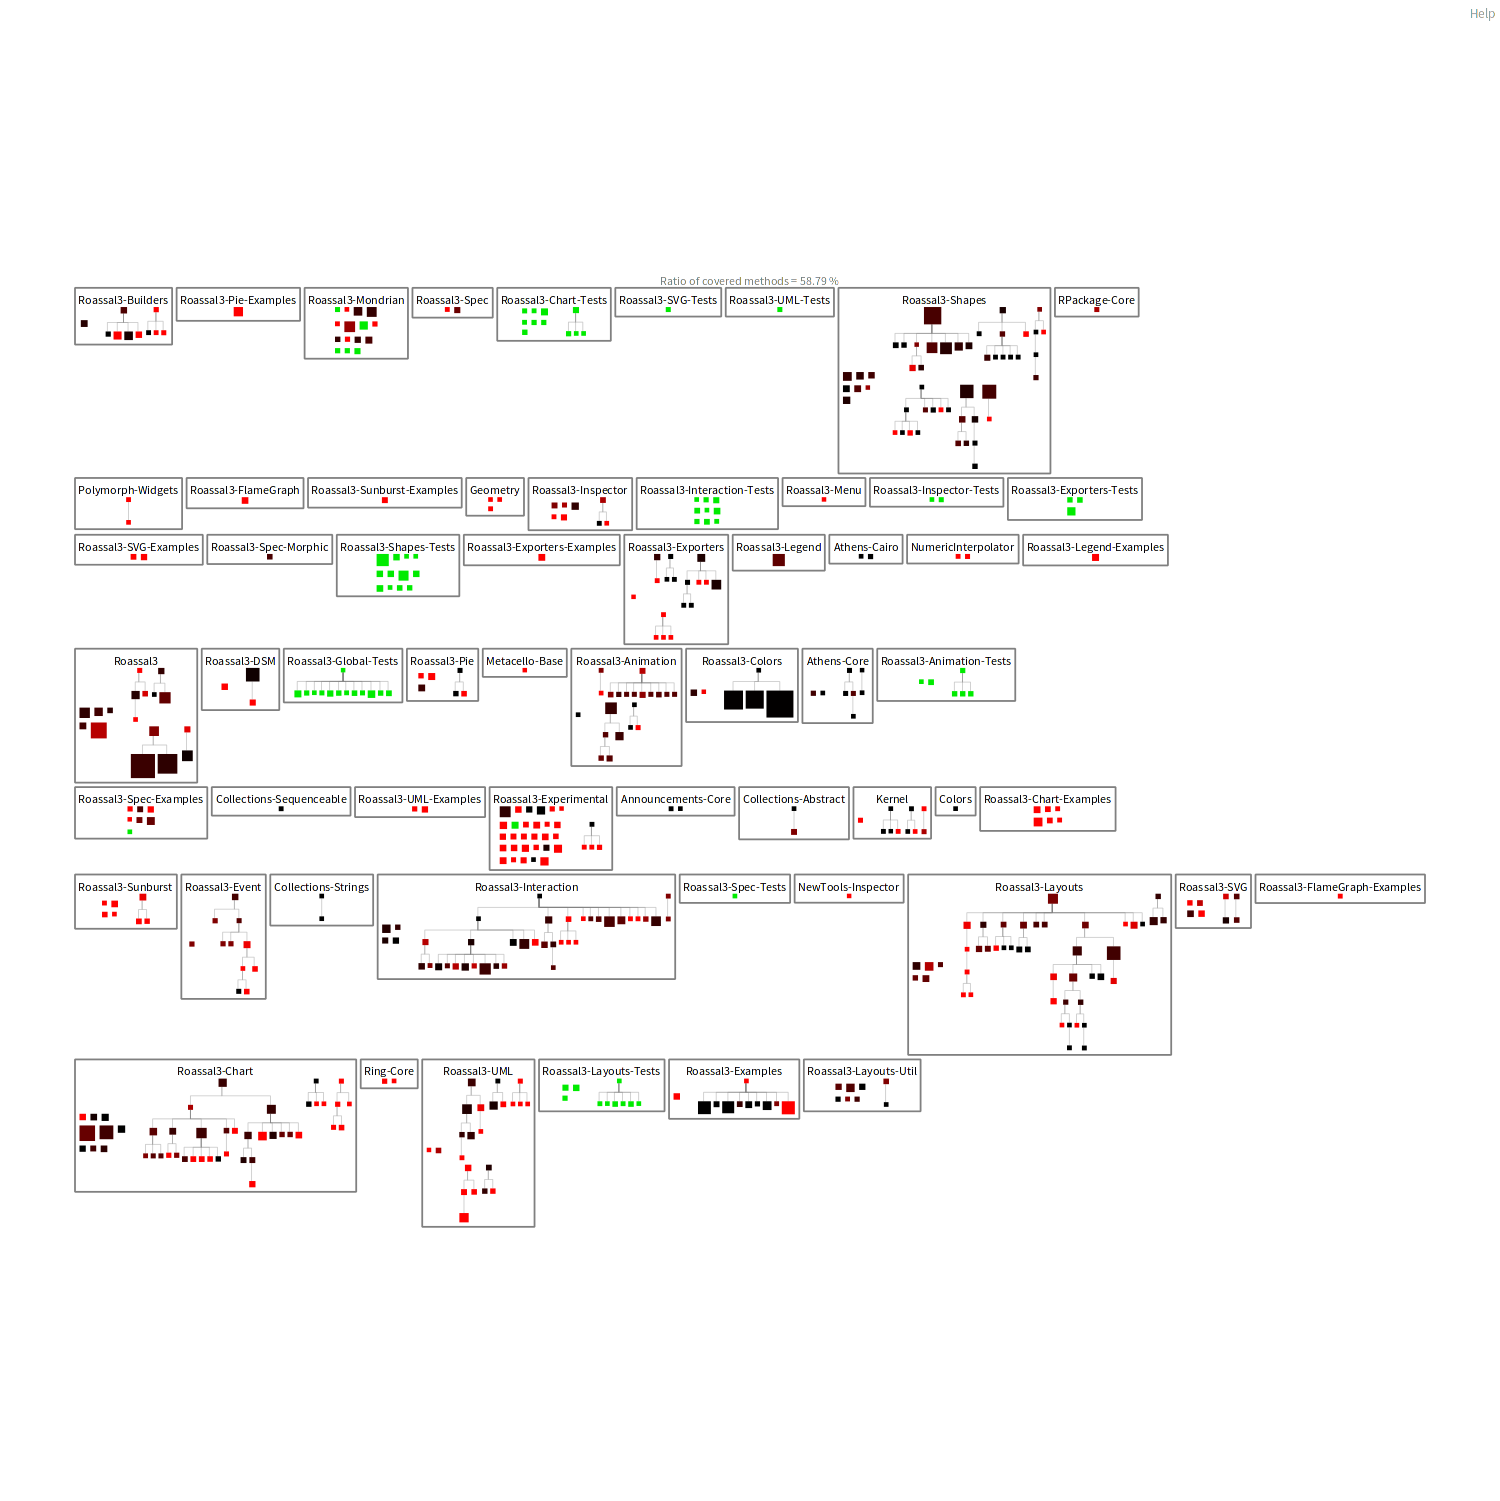 Help
Ratio of covered methods = 58.79 %
Roassal3-Builders Roassal3-Pie-Examples Roassal3-Mondrian Roassal3-Spec Roassal3-Chart-Tests Roassal3-SVG-Tests Roassal3-UML-Tests Roassal3-Shapes RPackage-Core
Polymorph-Widgets Roassal3-FlameGraph Roassal3-Sunburst-Examples Geometry Roassal3-Inspector Roassal3-Interaction-Tests Roassal3-Menu Roassal3-Inspector-Tests Roassal3-Exporters-Tests
Roassal3-SVG-Examples Roassal3-Spec-Morphic Roassal3-Shapes-Tests Roassal3-Exporters-Examples Roassal3-Exporters Roassal3-Legend Athens-Cairo NumericInterpolator Roassal3-Legend-Examples
Roassal3 Roassal3-DSM Roassal3-Global-Tests Roassal3-Pie Metacello-Base Roassal3-Animation Roassal3-Colors Athens-Core Roassal3-Animation-Tests
Roassal3-Spec-Examples Collections-Sequenceable Roassal3-UML-Examples Roassal3-Experimental Announcements-Core Collections-Abstract Kernel Colors Roassal3-Chart-Examples
Roassal3-Sunburst Roassal3-Event Collections-Strings Roassal3-Interaction Roassal3-Spec-Tests NewTools-Inspector Roassal3-Layouts Roassal3-SVG Roassal3-FlameGraph-Examples
Roassal3-Chart Ring-Core Roassal3-UML Roassal3-Layouts-Tests Roassal3-Examples Roassal3-Layouts-Util